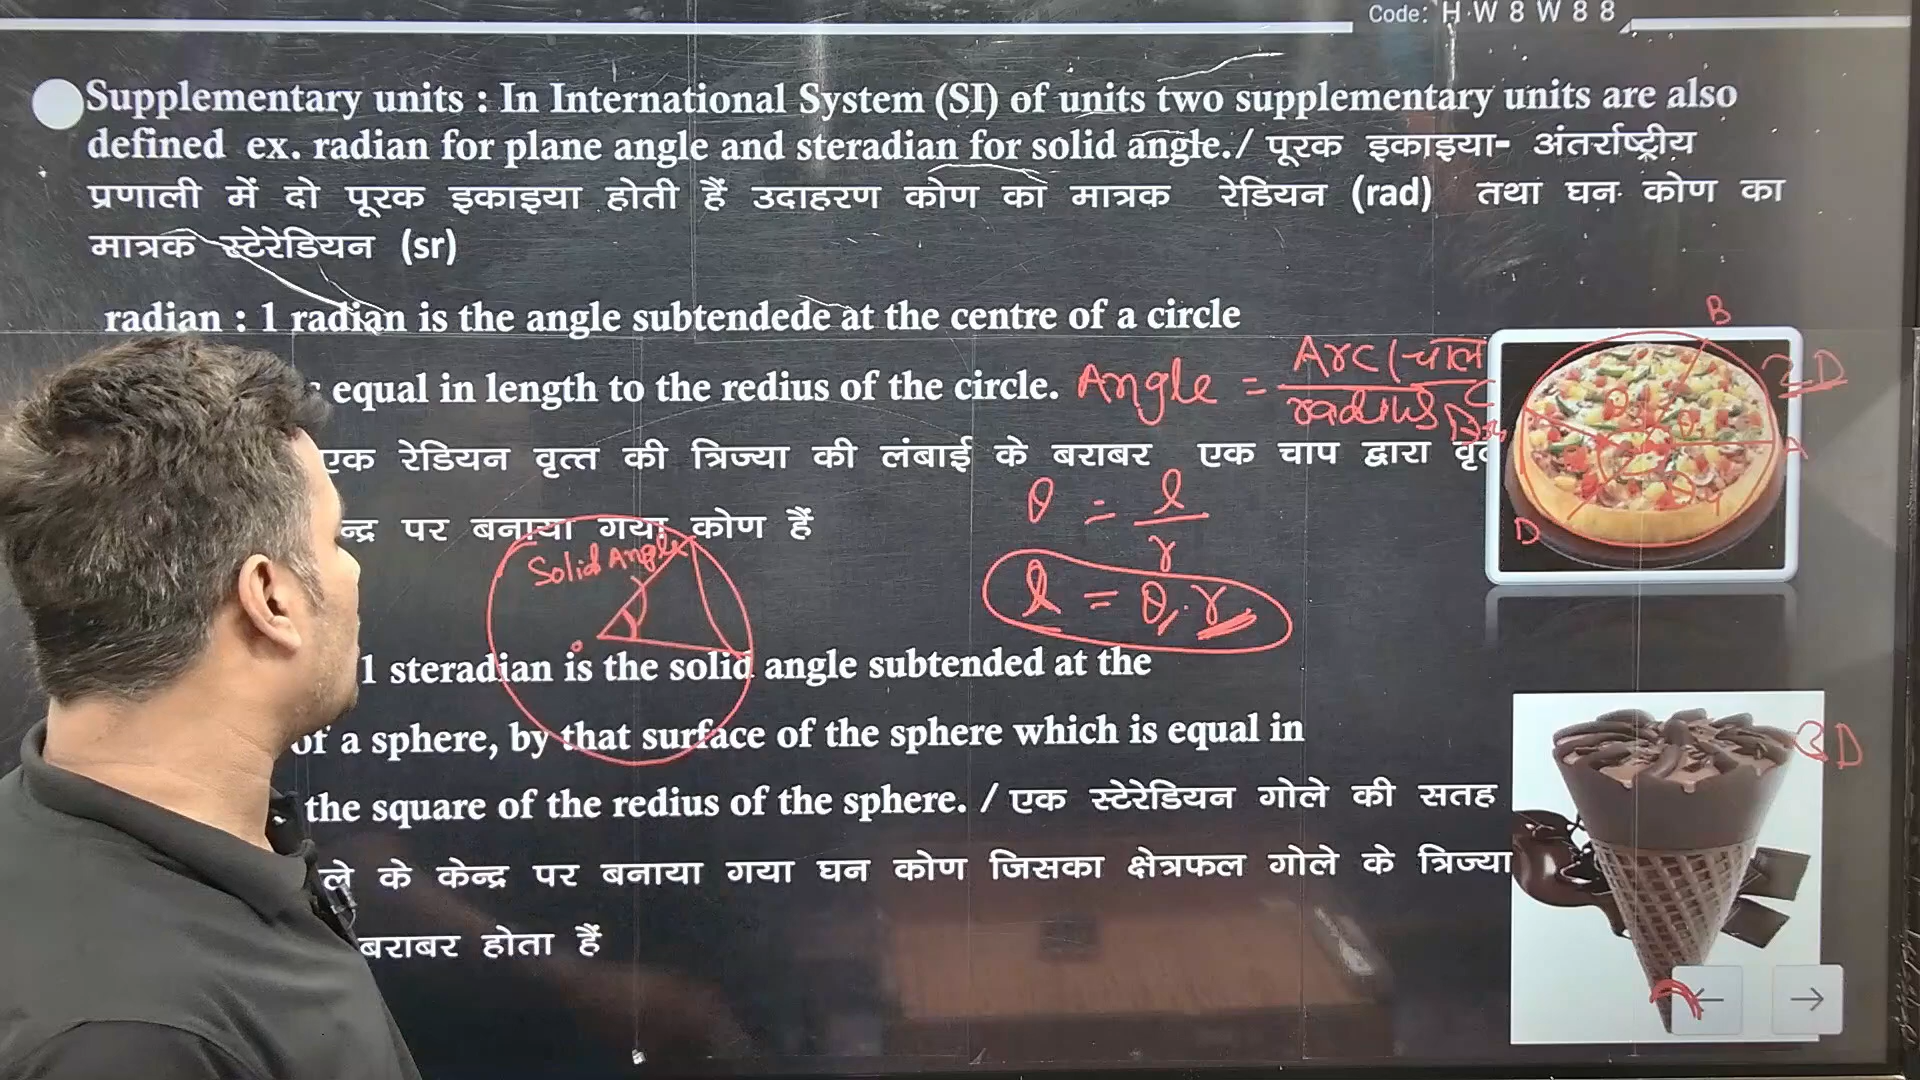 Code: H W 8 W 8 8
Supplementary units : In International System (SI) of units two supplementary units are also
defined ex. radian for plane angle and steradian for solid angle./ पूरक इकाइया- अंतर्राष्ट्रीय
प्रणाली में दो पूरक इकाइया होती हैं उदाहरण कोण का मात्रक रेडियन (rad) तथा घन कोण का
मात्रक स्टेरेडियन (sr)
radian : 1 radian is the angle subtendede at the centre of a circle
equal in length to the redius of the circle.
Angle = Arc (चाप
radius
एक रेडियन वृत्त की त्रिज्या की लंबाई के बराबर एक चाप द्वारा
पर बनाया गया कोण हैं
θ = l
r
l = θ . r
Solid Angle
o
B
2-D
A
C
D
1 steradian is the solid angle subtended at the
of a sphere, by that surface of the sphere which is equal in
the square of the redius of the sphere. / एक स्टेरेडियन गोले की सतह
के केन्द्र पर बनाया गया घन कोण जिसका क्षेत्रफल गोले के त्रिज्या
बराबर होता हैं
3D